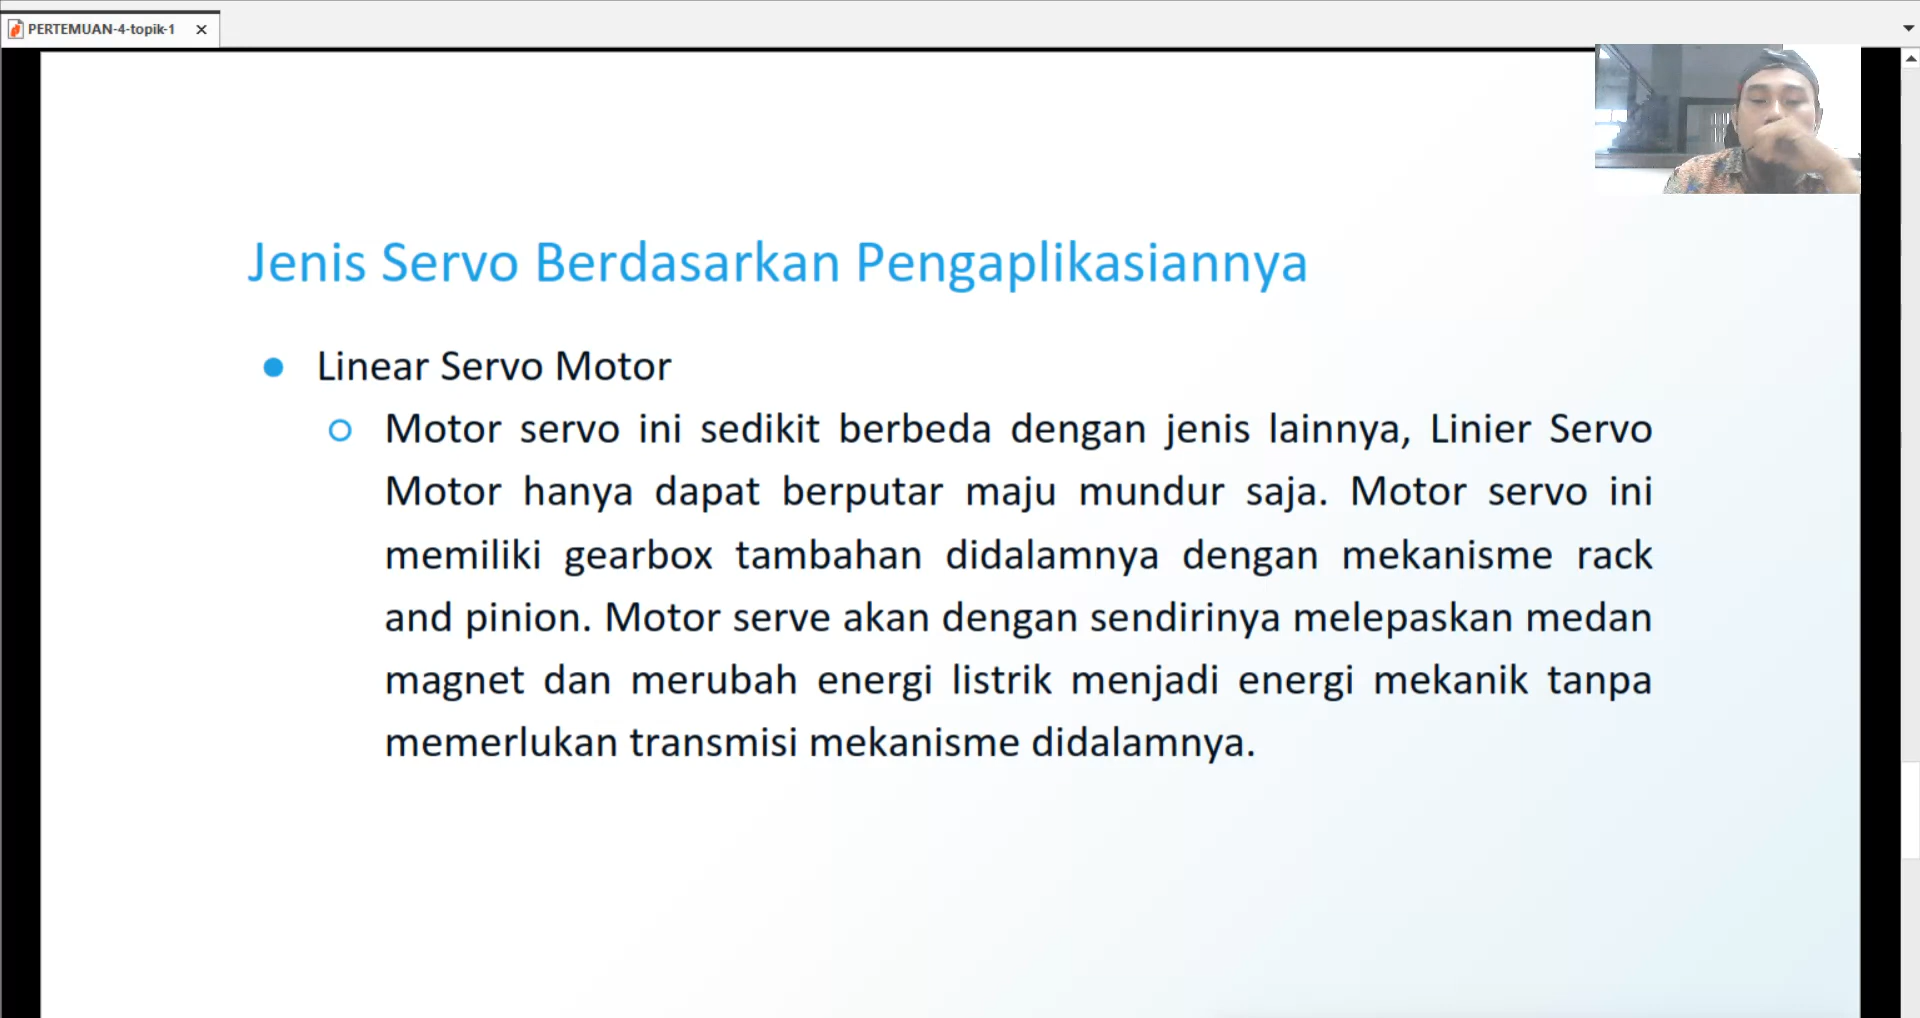 PERTEMUAN-4-topik-1
Jenis Servo Berdasarkan Pengaplikasiannya
Linear Servo Motor
Motor servo ini sedikit berbeda dengan jenis lainnya, Linier Servo
Motor hanya dapat berputar maju mundur saja. Motor servo ini
memiliki gearbox tambahan didalamnya dengan mekanisme rack
and pinion. Motor serve akan dengan sendirinya melepaskan medan
magnet dan merubah energi listrik menjadi energi mekanik tanpa
memerlukan transmisi mekanisme didalamnya.